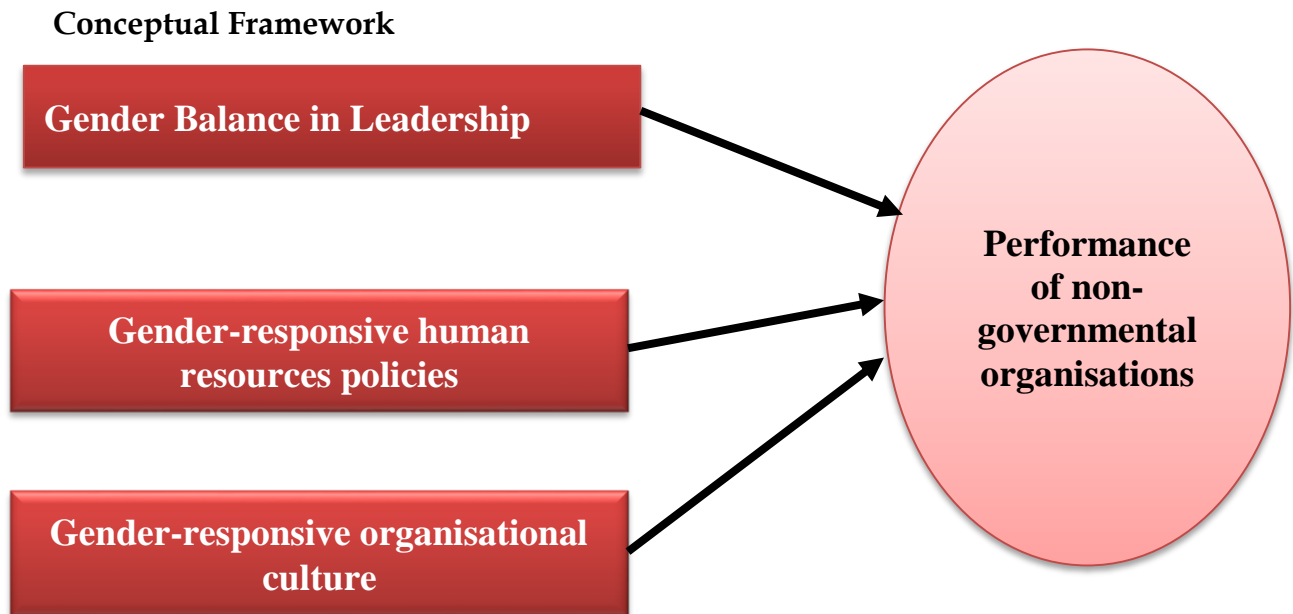 Conceptual Framework
Gender Balance in Leadership
Gender-responsive human
resources policies
Gender-responsive organisational
culture
Performance
of non-
governmental
organisations